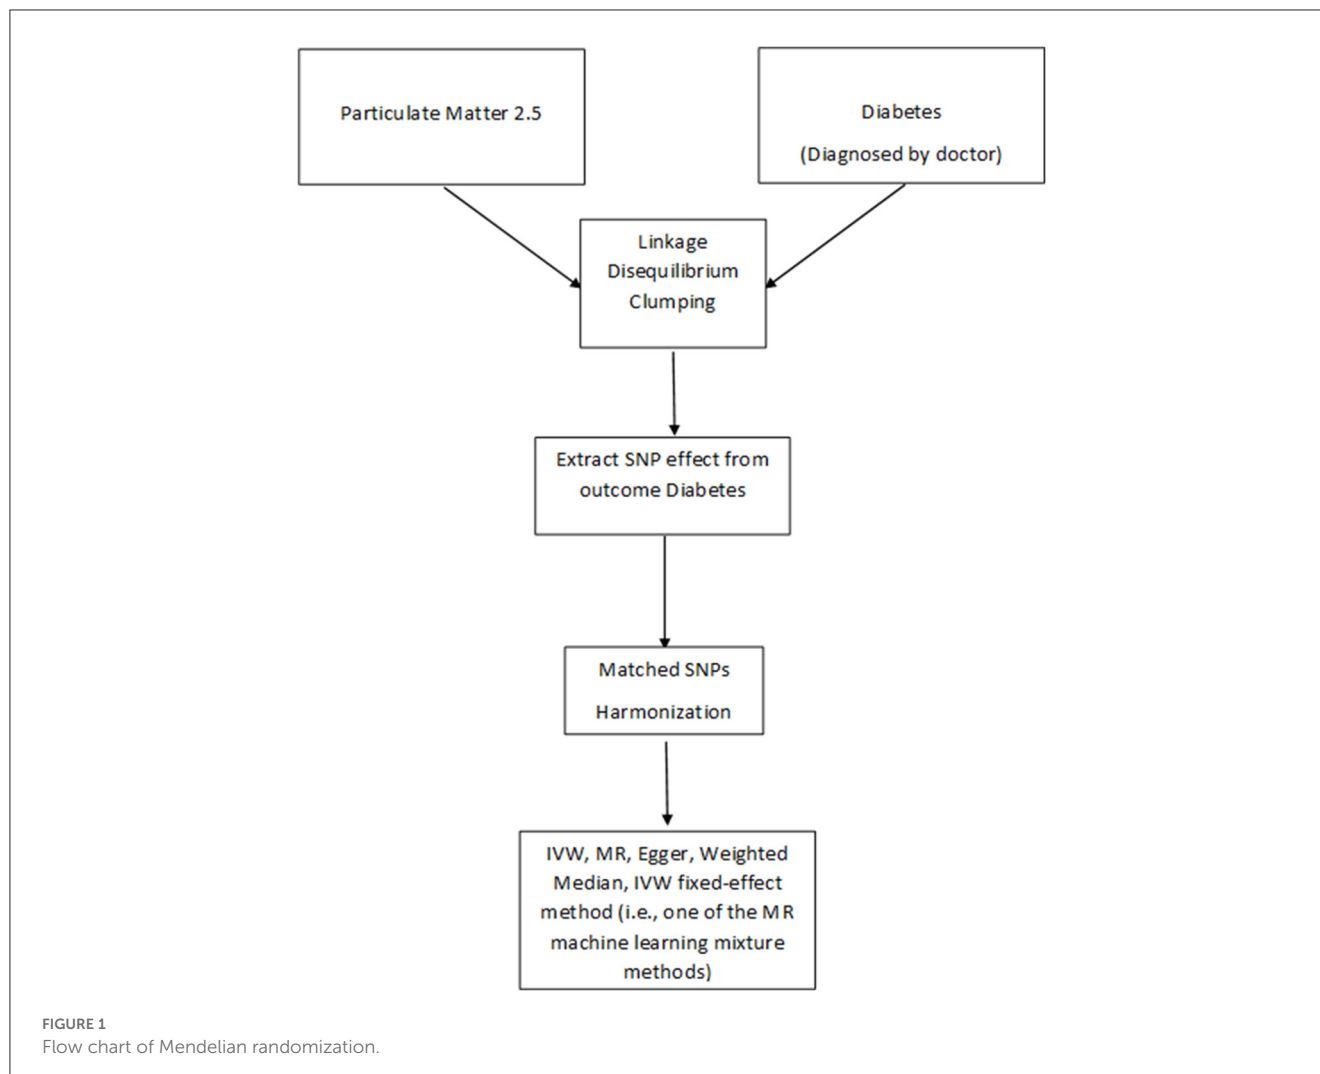 Particulate Matter 2.5
Diabetes
(Diagnosed by doctor)
Linkage
Disequilibrium
Clumping
Extract SNP effect from
outcome Diabetes
Matched SNPs
Harmonization
IVW, MR, Egger, Weighted
Median, IVW fixed-effect
method (i.e., one of the MR
machine learning mixture
methods)
FIGURE 1
Flow chart of Mendelian randomization.